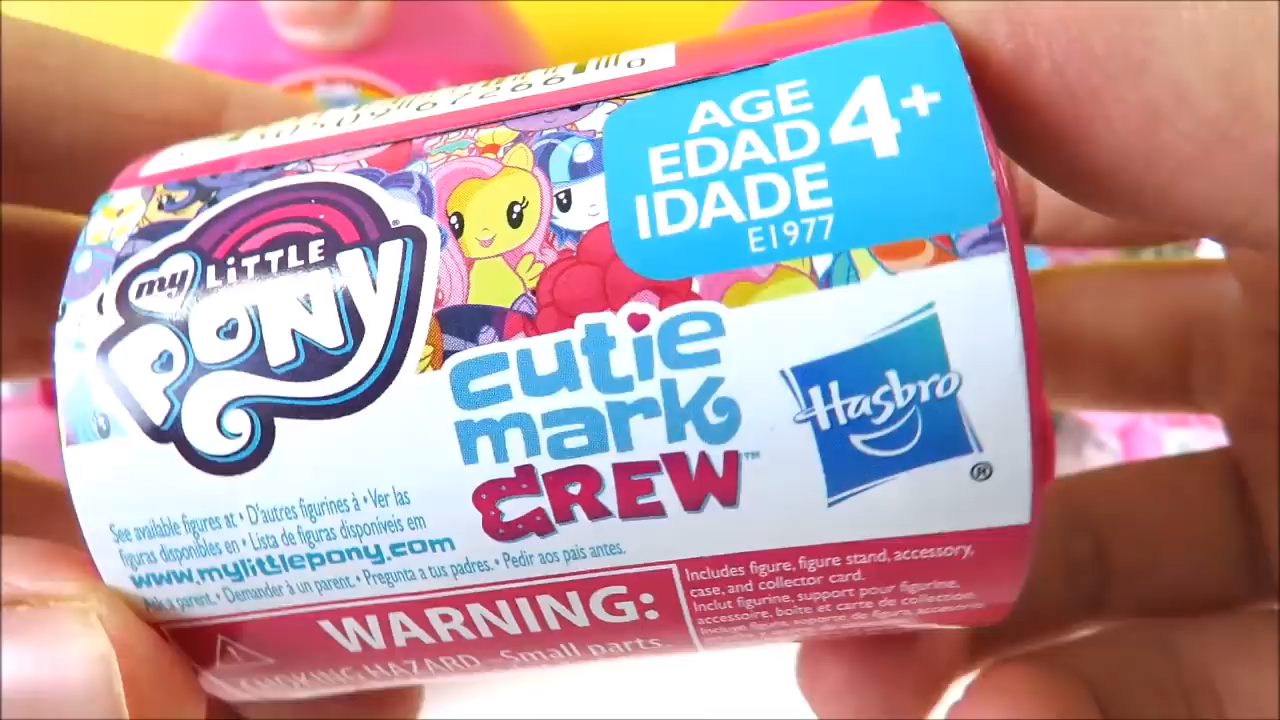 AGE
EDAD 4+
IDADE
E1977
my LiTTLE
PONY
®
cutie
mark
CREW™
Hasbro
®
See available figures at • D'autres figurines à • Ver las
figuras disponibles en • Lista de figuras disponíveis em
www.mylittlepony.com
Ask a parent. • Demander à un parent. • Pregunta a tus padres. • Pedir aos pais antes.
WARNING:
CHOKING HAZARD - Small parts.
Includes figure, figure stand, accessory,
case, and collector card.
Inclut figurine, support pour figurine,
accessoire, boîte et carte de collection.